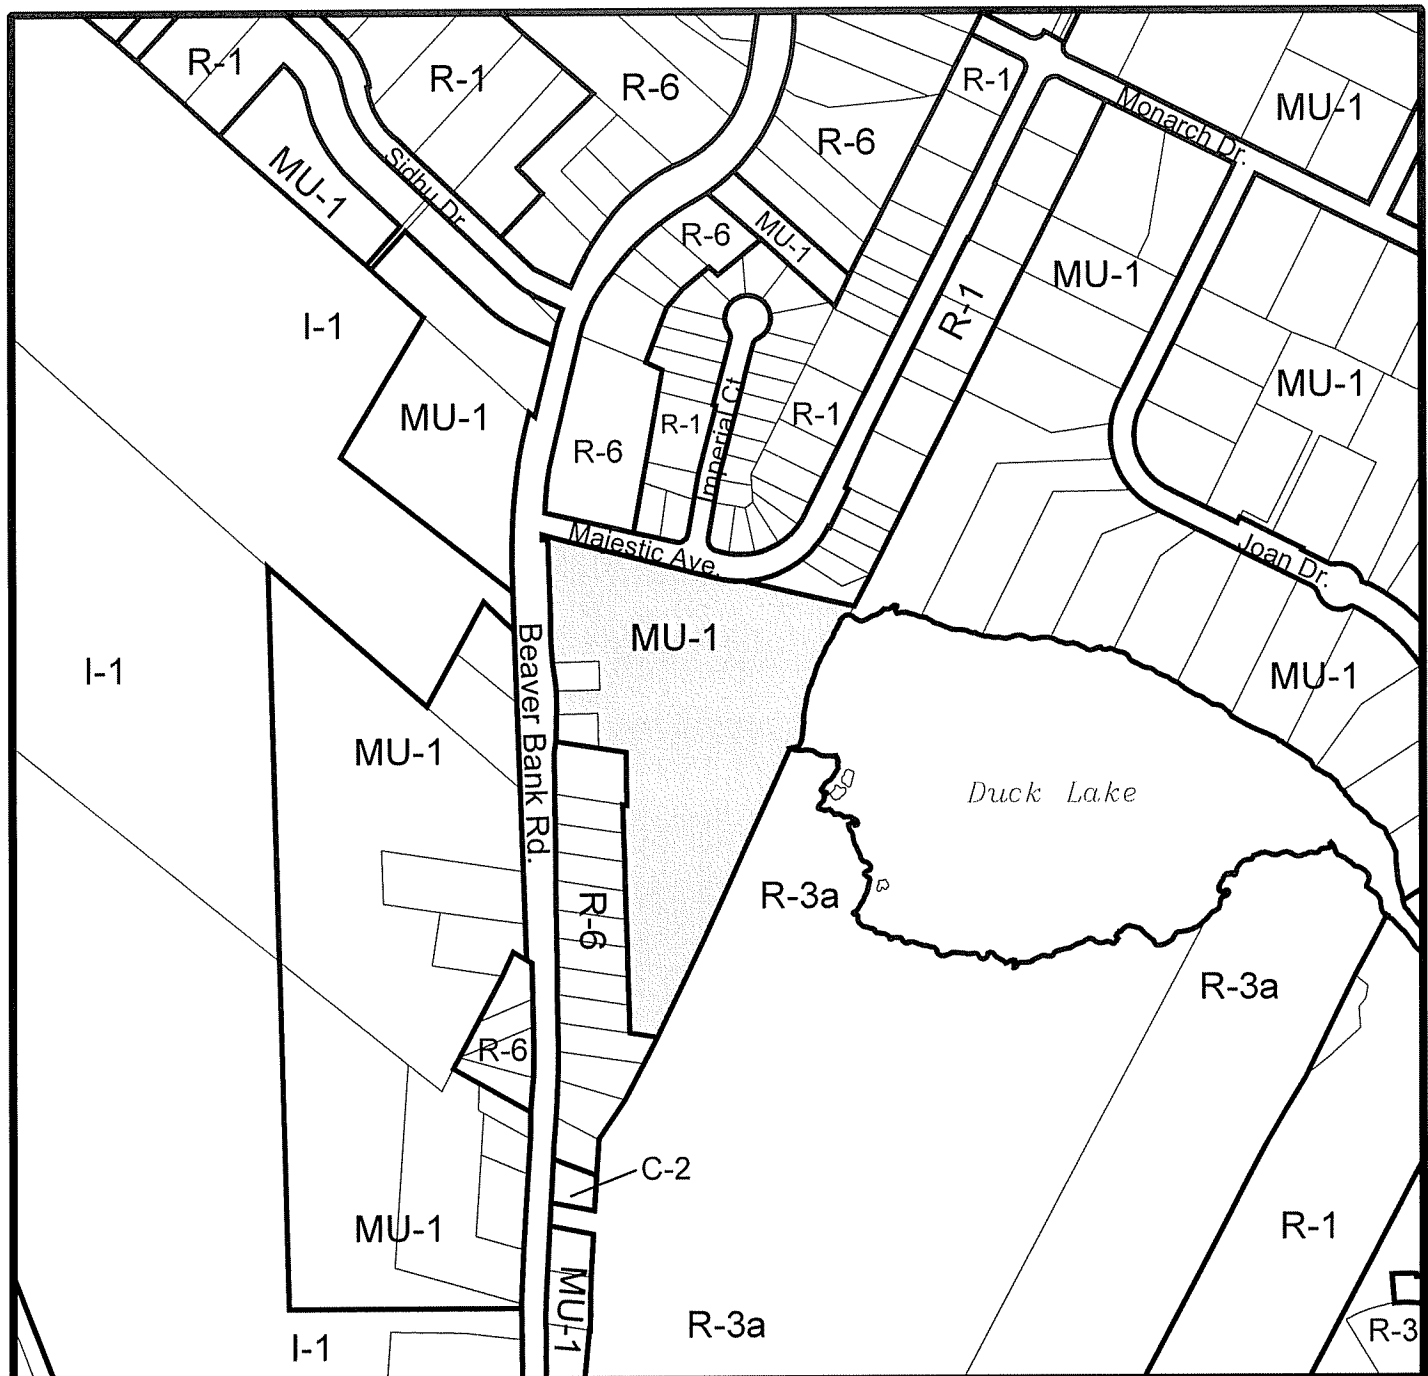 R-1
R-1
R-6
R-1
MU-1
Monarch Dr.
R-6
MU-1
Sidhu Dr.
R-6
MU-1
MU-1
I-1
R-1
MU-1
MU-1
R-1
R-1
R-6
Imperial Ct
Majestic Ave.
Joan Dr.
MU-1
I-1
Beaver Bank Rd.
MU-1
MU-1
Duck Lake
R-3a
R-6
R-3a
R-6
C-2
MU-1
R-1
MU-1
R-3a
I-1
R-3